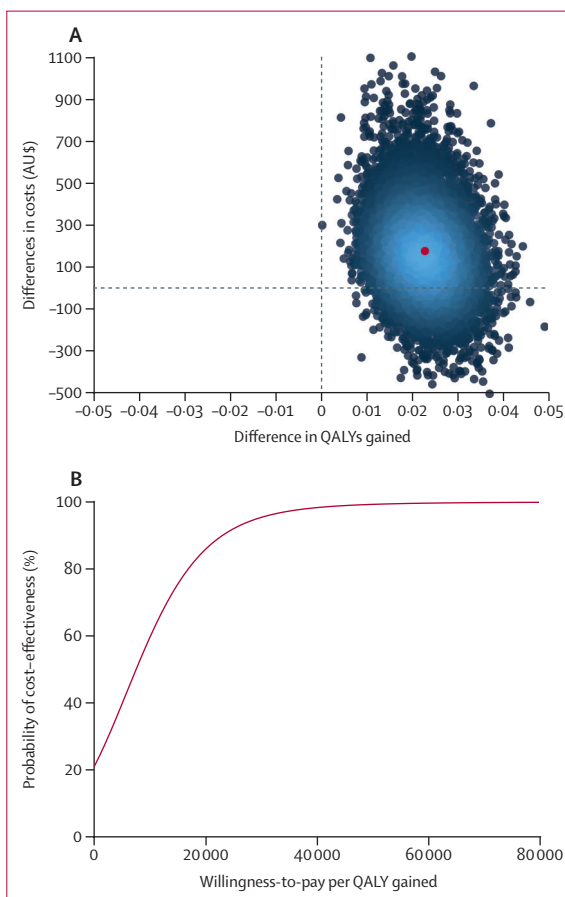 A
1100
900
700
500
300
100
–100
–300
–500
Differences in costs (AU$)
–0·05 –0·04 –0·03 –0·02 –0·01 0 0·01 0·02 0·03 0·04 0·05
Difference in QALYs gained
B
100
80
60
40
20
0
Probability of cost–effectiveness (%)
0 20 000 40 000 60 000 80 000
Willingness-to-pay per QALY gained